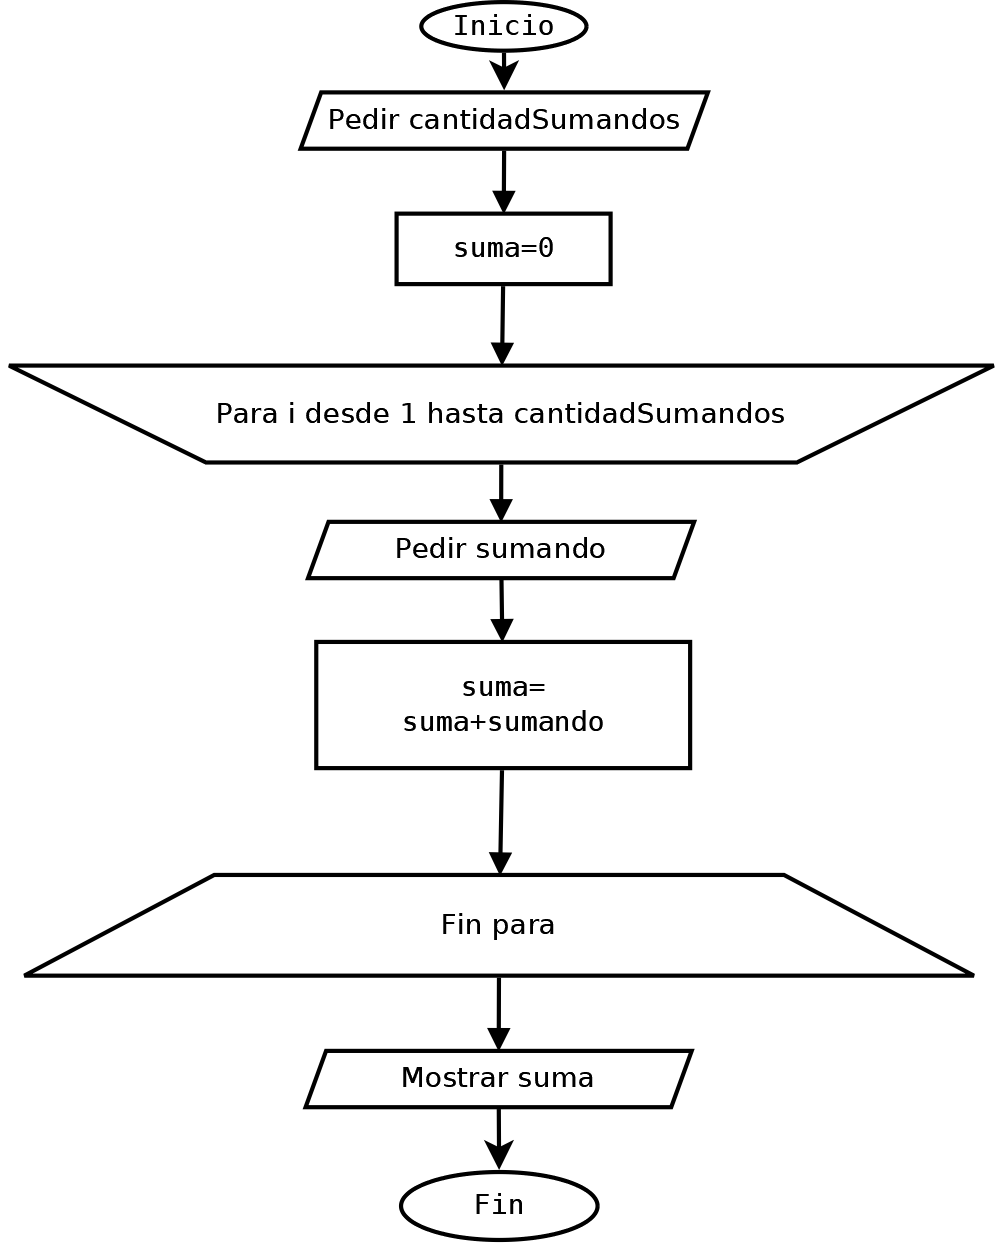 Inicio
Pedir cantidadSumandos
suma=0
Para i desde 1 hasta cantidadSumandos
Pedir sumando
suma=
suma+sumando
Fin para
Mostrar suma
Fin